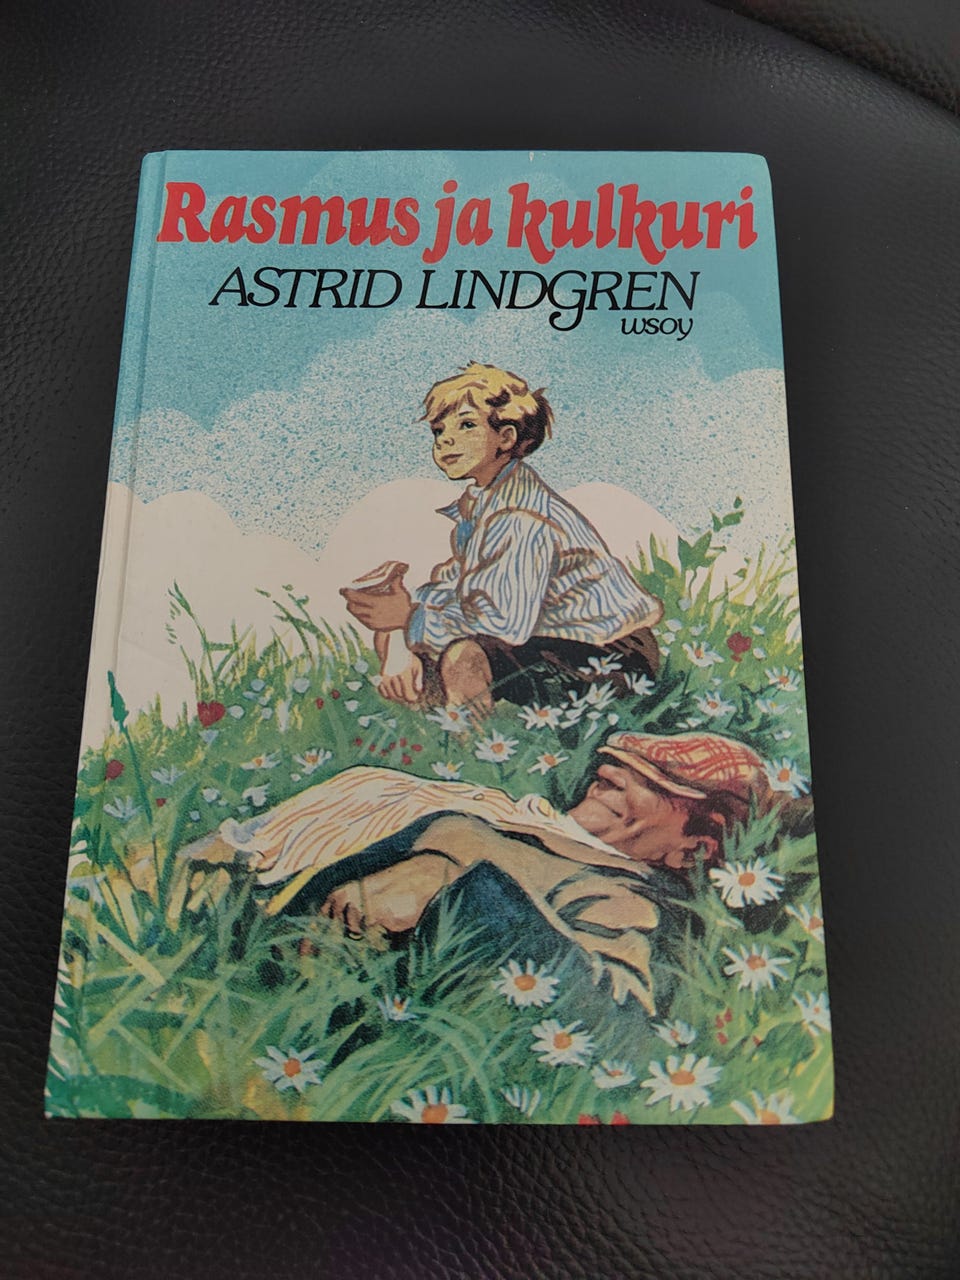 Rasmus ja kulkuri
ASTRID LINDGREN
wsoy